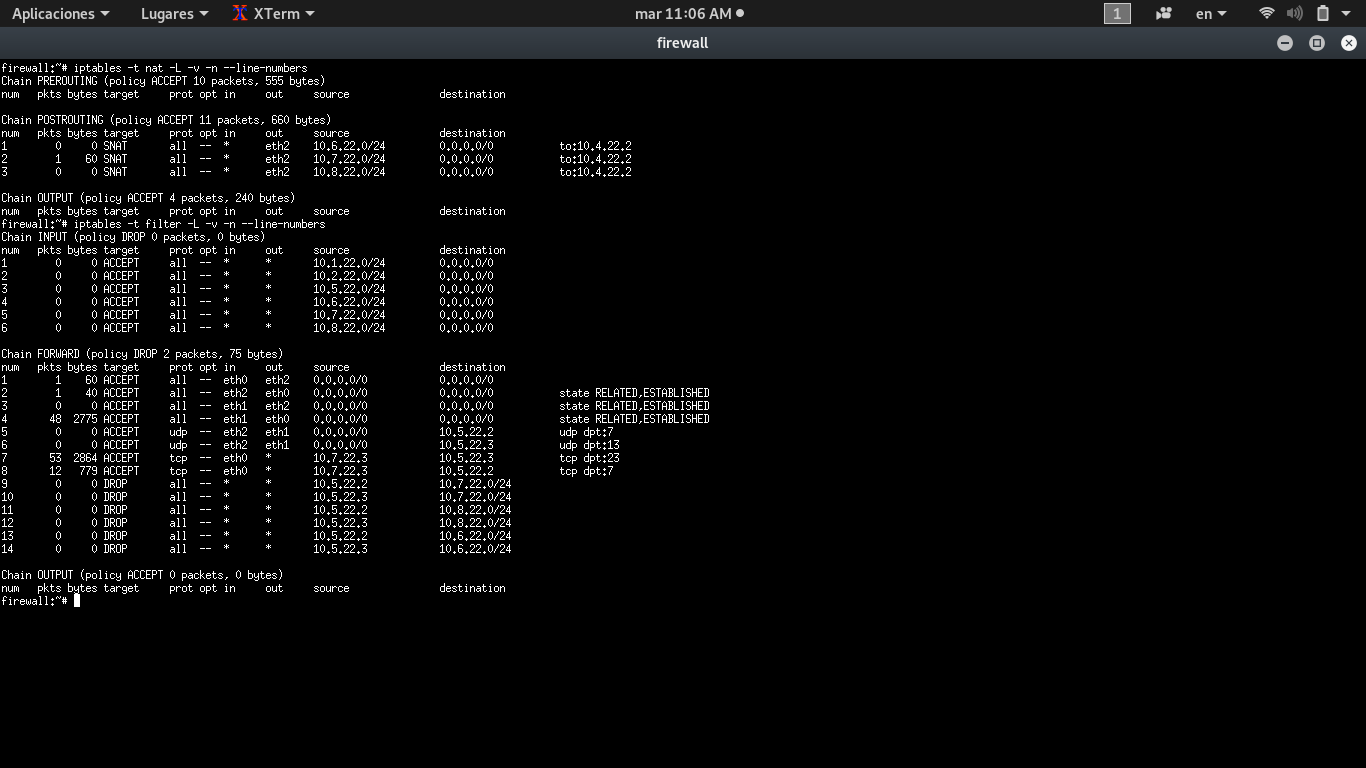 Aplicaciones Lugares XTerm mar 11:06 AM 1 en
firewall
firewall:~# iptables -t nat -L -v -n --line-numbers
Chain PREROUTING (policy ACCEPT 10 packets, 555 bytes)
num   pkts bytes target     prot opt in     out     source               destination

Chain POSTROUTING (policy ACCEPT 11 packets, 660 bytes)
num   pkts bytes target     prot opt in     out     source               destination
1        0     0 SNAT       all  --  *      eth2    10.6.22.0/24         0.0.0.0/0           to:10.4.22.2
2        1    60 SNAT       all  --  *      eth2    10.7.22.0/24         0.0.0.0/0           to:10.4.22.2
3        0     0 SNAT       all  --  *      eth2    10.8.22.0/24         0.0.0.0/0           to:10.4.22.2

Chain OUTPUT (policy ACCEPT 4 packets, 240 bytes)
num   pkts bytes target     prot opt in     out     source               destination
firewall:~# iptables -t filter -L -v -n --line-numbers
Chain INPUT (policy DROP 0 packets, 0 bytes)
num   pkts bytes target     prot opt in     out     source               destination
1        0     0 ACCEPT     all  --  *      *       10.1.22.0/24         0.0.0.0/0
2        0     0 ACCEPT     all  --  *      *       10.2.22.0/24         0.0.0.0/0
3        0     0 ACCEPT     all  --  *      *       10.5.22.0/24         0.0.0.0/0
4        0     0 ACCEPT     all  --  *      *       10.6.22.0/24         0.0.0.0/0
5        0     0 ACCEPT     all  --  *      *       10.7.22.0/24         0.0.0.0/0
6        0     0 ACCEPT     all  --  *      *       10.8.22.0/24         0.0.0.0/0

Chain FORWARD (policy DROP 2 packets, 75 bytes)
num   pkts bytes target     prot opt in     out     source               destination
1        1    60 ACCEPT     all  --  eth0   eth2    0.0.0.0/0            0.0.0.0/0
2        1    40 ACCEPT     all  --  eth2   eth0    0.0.0.0/0            0.0.0.0/0           state RELATED,ESTABLISHED
3        0     0 ACCEPT     all  --  eth1   eth2    0.0.0.0/0            0.0.0.0/0           state RELATED,ESTABLISHED
4       48  2775 ACCEPT     all  --  eth1   eth0    0.0.0.0/0            0.0.0.0/0           state RELATED,ESTABLISHED
5        0     0 ACCEPT     udp  --  eth2   eth1    0.0.0.0/0            10.5.22.2           udp dpt:7
6        0     0 ACCEPT     udp  --  eth2   eth1    0.0.0.0/0            10.5.22.3           udp dpt:13
7       53  2864 ACCEPT     tcp  --  eth0   *       10.7.22.3            10.5.22.3           tcp dpt:23
8       12   779 ACCEPT     tcp  --  eth0   *       10.7.22.3            10.5.22.2           tcp dpt:7
9        0     0 DROP       all  --  *      *       10.5.22.2            10.7.22.0/24
10       0     0 DROP       all  --  *      *       10.5.22.3            10.7.22.0/24
11       0     0 DROP       all  --  *      *       10.5.22.2            10.8.22.0/24
12       0     0 DROP       all  --  *      *       10.5.22.3            10.8.22.0/24
13       0     0 DROP       all  --  *      *       10.5.22.2            10.6.22.0/24
14       0     0 DROP       all  --  *      *       10.5.22.3            10.6.22.0/24

Chain OUTPUT (policy ACCEPT 0 packets, 0 bytes)
num   pkts bytes target     prot opt in     out     source               destination
firewall:~#